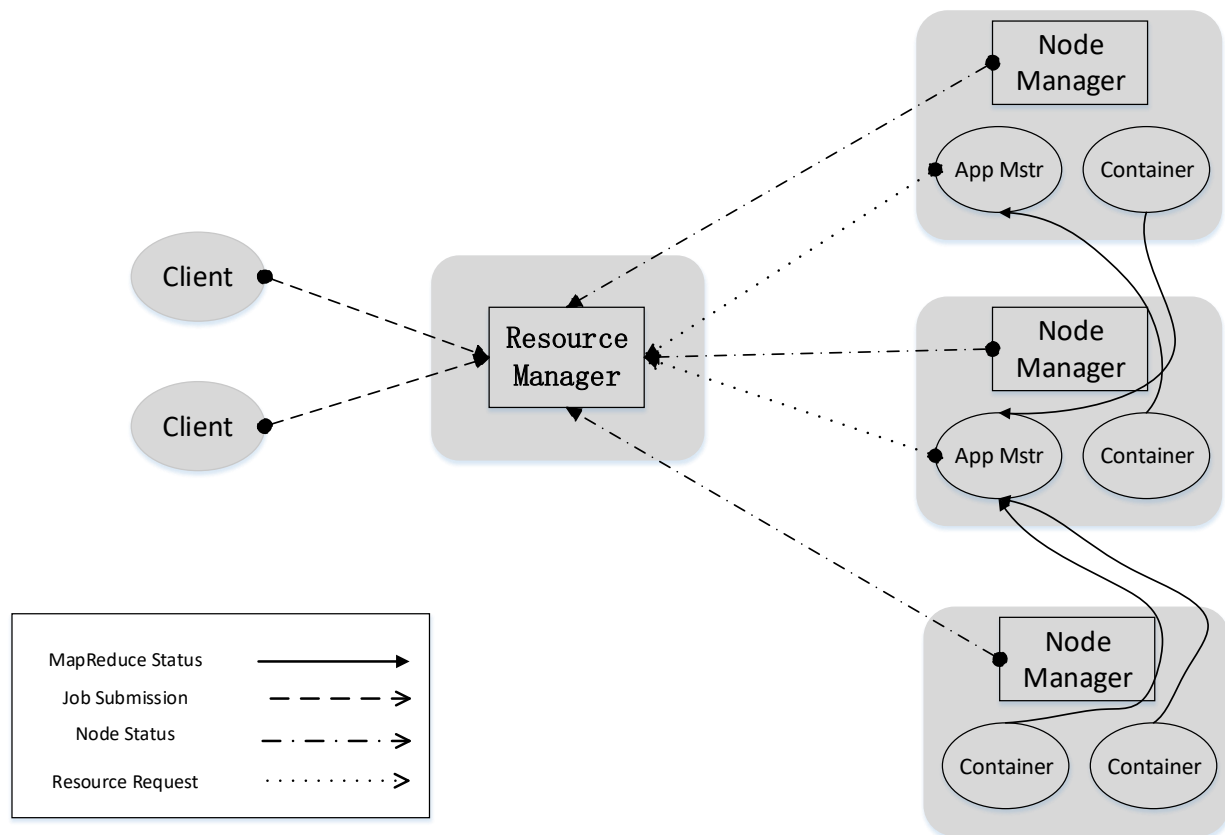 Node
Manager
App Mstr
Container
Client
Resource
Manager
Node
Manager
Client
App Mstr
Container
Node
Manager
Container
Container
MapReduce Status
Job Submission
Node Status
Resource Request